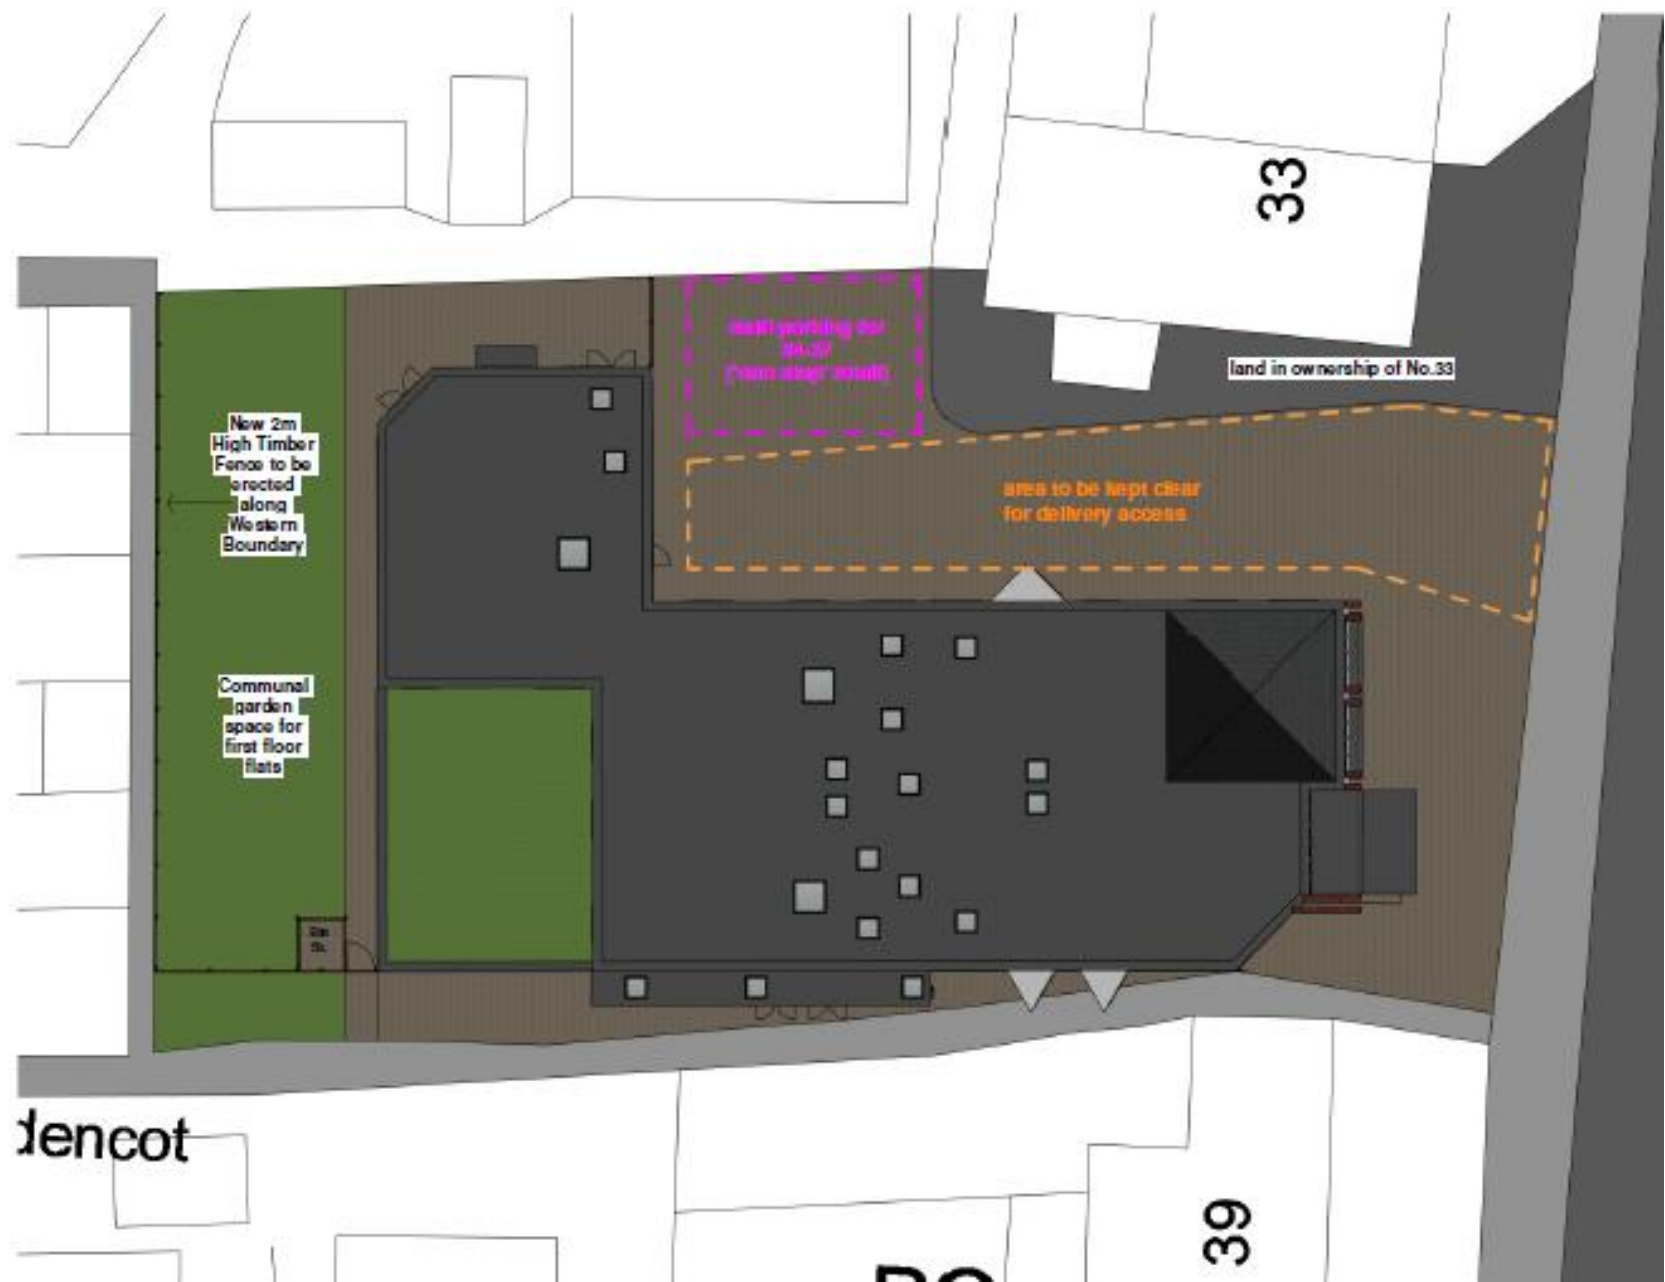 33
land in ownership of No.33
New 2m
High Timber
Fence to be
erected
along
Western
Boundary
area to be kept clear
for delivery access
Communal
garden
space for
first floor
flats
dencot
39